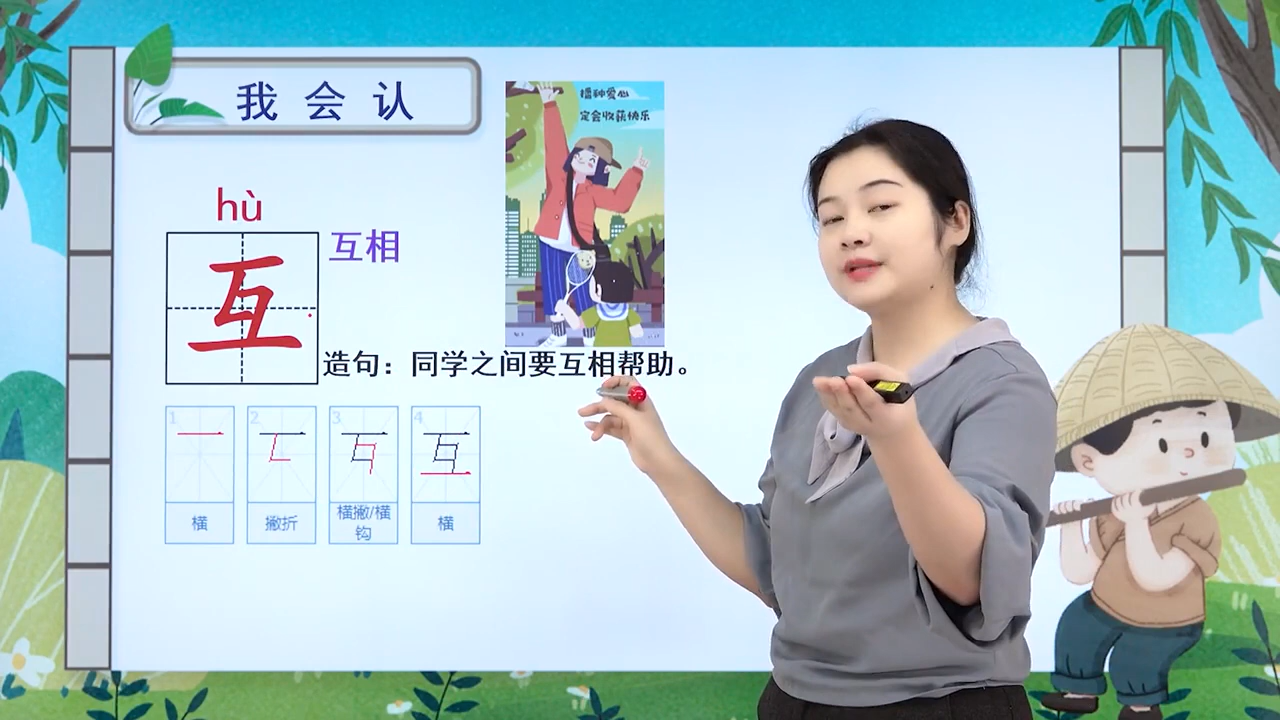 我会认
播种爱心
定会收获快乐
hù
互
互相
造句：同学之间要互相帮助。
1 2 3 4
横 撇折 横撇/横钩 横